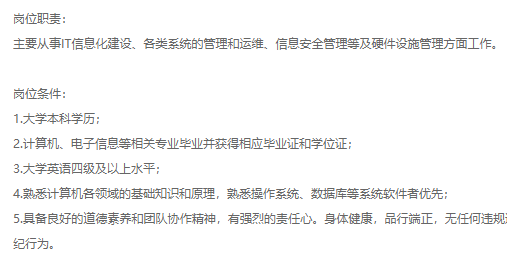 岗位职责：
主要从事IT信息化建设、各类系统的管理和运维、信息安全管理等及硬件设施管理方面工作。
岗位条件：
1.大学本科学历；
2.计算机、电子信息等相关专业毕业并获得相应毕业证和学位证；
3.大学英语四级及以上水平；
4.熟悉计算机各领域的基础知识和原理，熟悉操作系统、数据库等系统软件者优先；
5.具备良好的道德素养和团队协作精神，有强烈的责任心。身体健康，品行端正，无任何违规
纪行为。